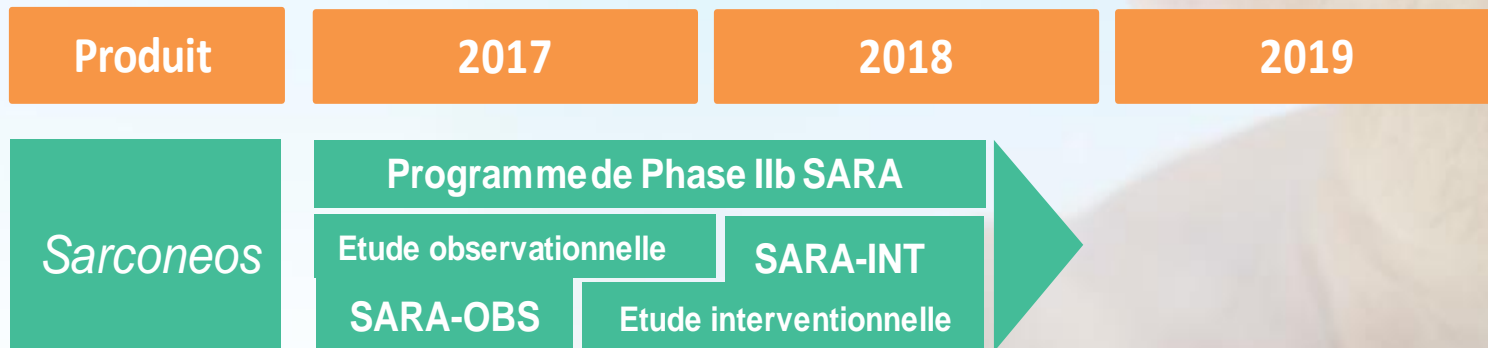 Produit
2017
2018
2019
Sarconeos
Programme de Phase IIb SARA
Etude observationnelle
SARA-INT
SARA-OBS
Etude interventionnelle